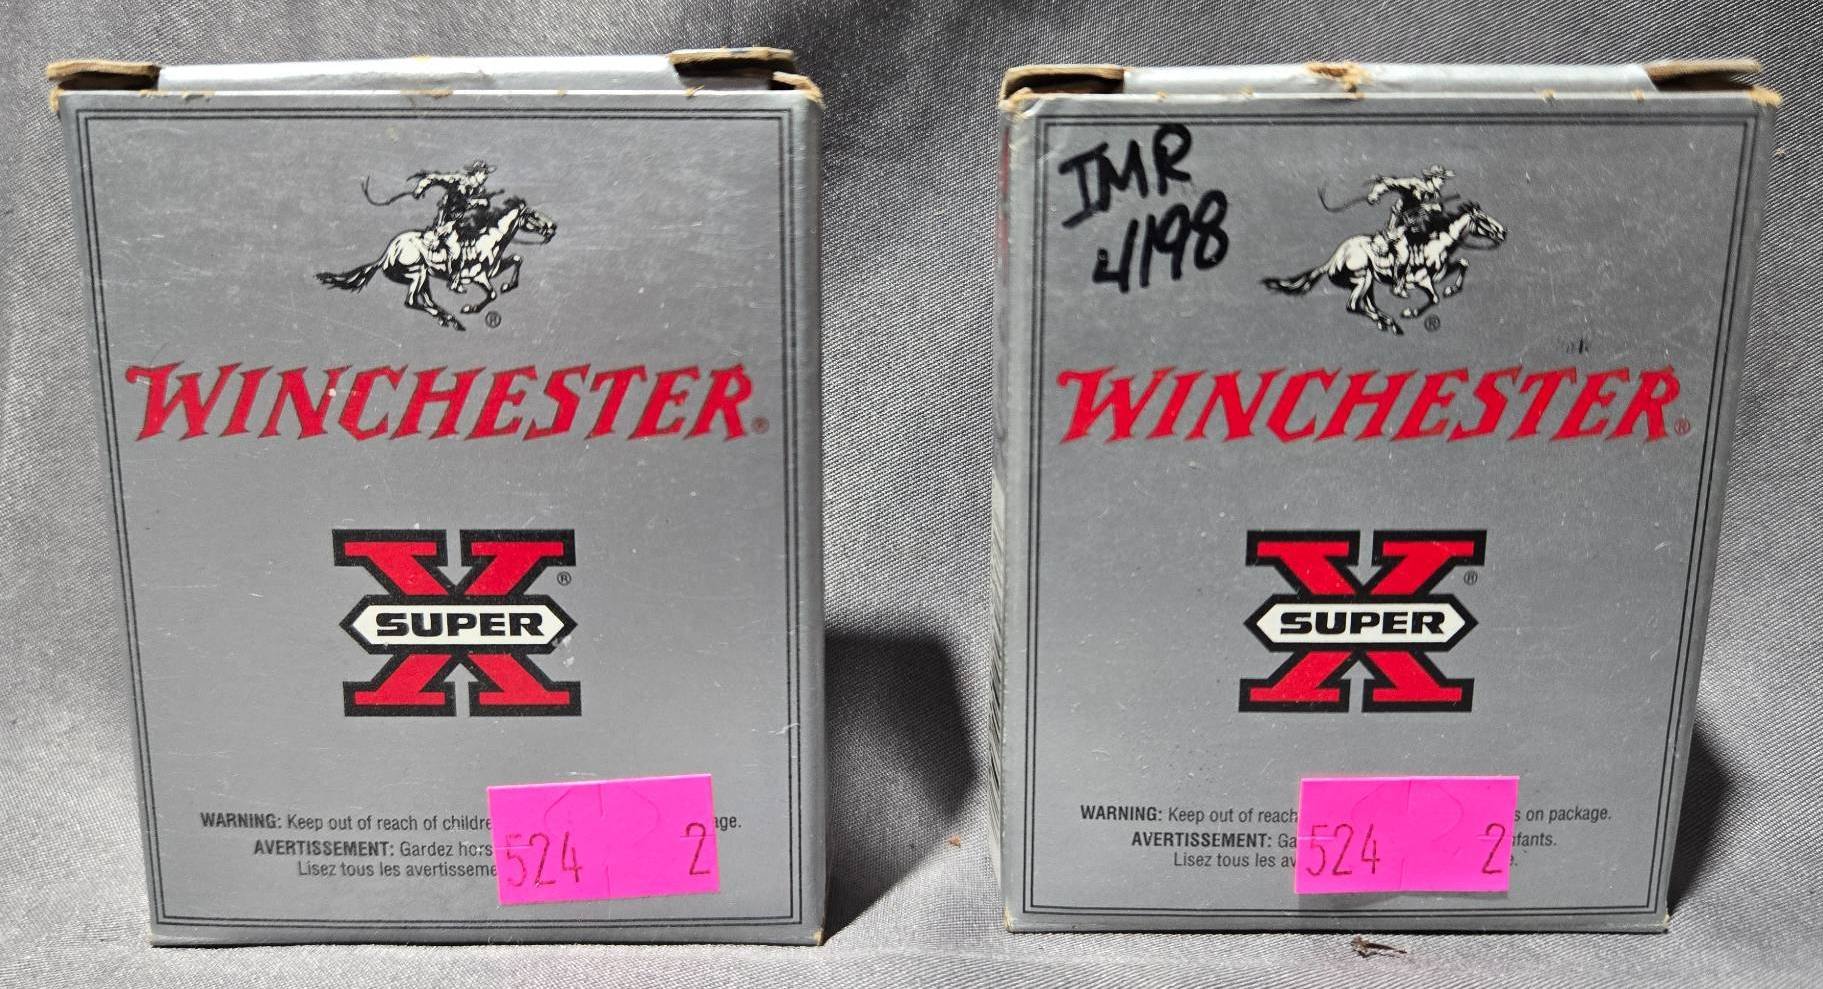 WINCHESTER®
X®
SUPER
WARNING: Keep out of reach of childre
age.
AVERTISSEMENT: Gardez hors
Lisez tous les avertisseme
524 2
IMR
4198
WINCHESTER®
X®
SUPER
WARNING: Keep out of reach
s on package.
AVERTISSEMENT: Ga
nfants.
Lisez tous les av
524 2